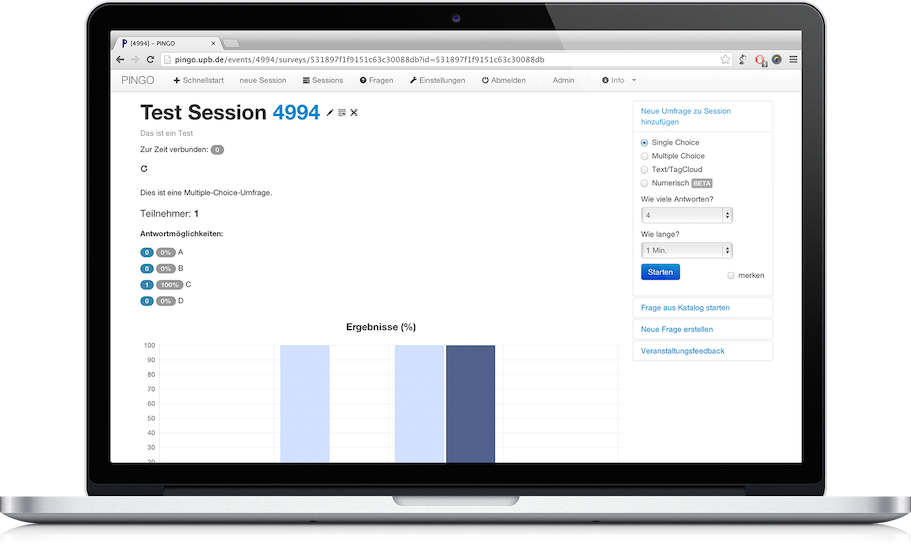 [4994] – PINGO
pingo.upb.de/events/4994/surveys/531897f1f9151c63c30088db?id=531897f1f9151c63c30088db
PINGO Schnellstart neue Session Sessions Fragen Einstellungen Abmelden Admin Info
Test Session 4994
Das ist ein Test
Zur Zeit verbunden: 0
Dies ist eine Multiple-Choice-Umfrage.
Teilnehmer: 1
Antwortmöglichkeiten:
0 0% A
0 0% B
1 100% C
0 0% D
Ergebnisse (%)
100
90
80
70
60
50
40
30
20
Neue Umfrage zu Session
hinzufügen
Single Choice
Multiple Choice
Text/TagCloud
Numerisch BETA
Wie viele Antworten?
4
Wie lange?
1 Min.
Starten merken
Frage aus Katalog starten
Neue Frage erstellen
Veranstaltungsfeedback